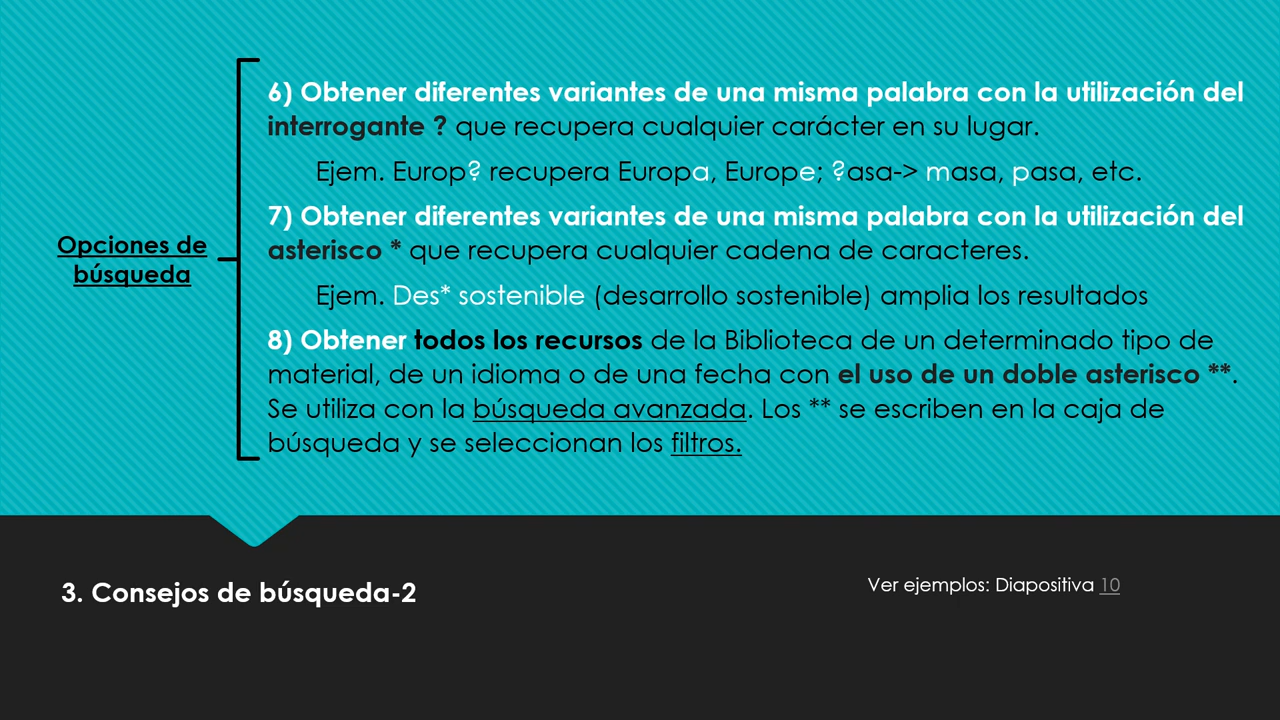 6) Obtener diferentes variantes de una misma palabra con la utilización del
interrogante ? que recupera cualquier carácter en su lugar.
Ejem. Europ? recupera Europa, Europe; ?asa-> masa, pasa, etc.
7) Obtener diferentes variantes de una misma palabra con la utilización del
asterisco * que recupera cualquier cadena de caracteres.
Ejem. Des* sostenible (desarrollo sostenible) amplia los resultados
8) Obtener todos los recursos de la Biblioteca de un determinado tipo de
material, de un idioma o de una fecha con el uso de un doble asterisco **.
Se utiliza con la búsqueda avanzada. Los ** se escriben en la caja de
búsqueda y se seleccionan los filtros.
Opciones de
búsqueda
3. Consejos de búsqueda-2
Ver ejemplos: Diapositiva 10